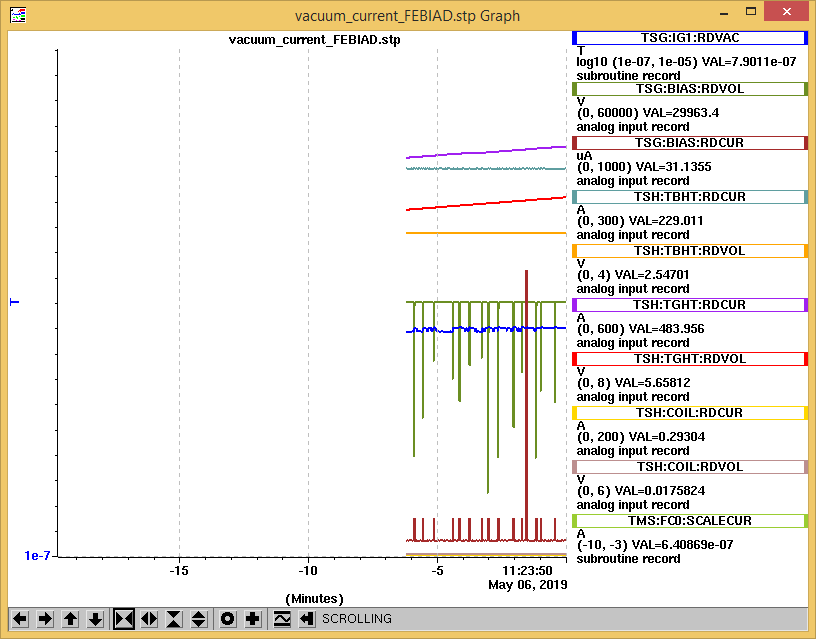 vacuum_current_FEBIAD.stp Graph
vacuum_current_FEBIAD.stp
TSG:IG1:RDVAC
T
log10 (1e-07, 1e-05) VAL=7.9011e-07
subroutine record
TSG:BIAS:RDVOL
V
(0, 60000) VAL=29963.4
analog input record
TSG:BIAS:RDCUR
uA
(0, 1000) VAL=31.1355
analog input record
TSH:TBHT:RDCUR
A
(0, 300) VAL=229.011
analog input record
TSH:TBHT:RDVOL
V
(0, 4) VAL=2.54701
analog input record
TSH:TGHT:RDCUR
A
(0, 600) VAL=483.956
analog input record
TSH:TGHT:RDVOL
V
(0, 8) VAL=5.65812
analog input record
TSH:COIL:RDCUR
A
(0, 200) VAL=0.29304
analog input record
TSH:COIL:RDVOL
V
(0, 6) VAL=0.0175824
analog input record
TMS:FC0:SCALECUR
A
(-10, -3) VAL=6.40869e-07
subroutine record
T
1e-7
-15 -10 -5 11:23:50
May 06, 2019
(Minutes)
SCROLLING